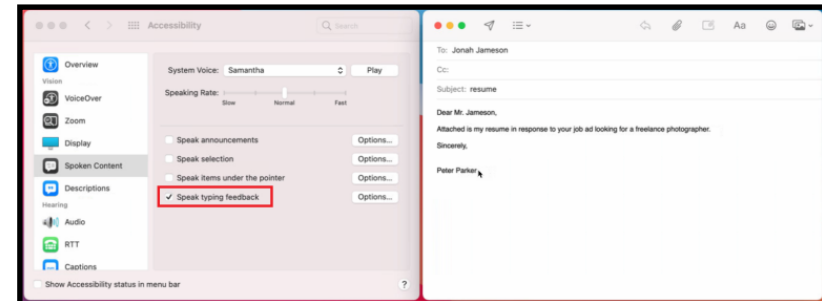 Accessibility
Search
Overview
Vision
VoiceOver
Zoom
Display
Spoken Content
Descriptions
Hearing
Audio
RTT
Captions
System Voice: Samantha
Play
Speaking Rate:
Slow Normal Fast
Speak announcements Options...
Speak selection Options...
Speak items under the pointer Options...
Speak typing feedback Options...
Show Accessibility status in menu bar
?
Aa
To: Jonah Jameson
Cc:
Subject: resume
Dear Mr. Jameson,
Attached is my resume in response to your job ad looking for a freelance photographer.
Sincerely,
Peter Parker